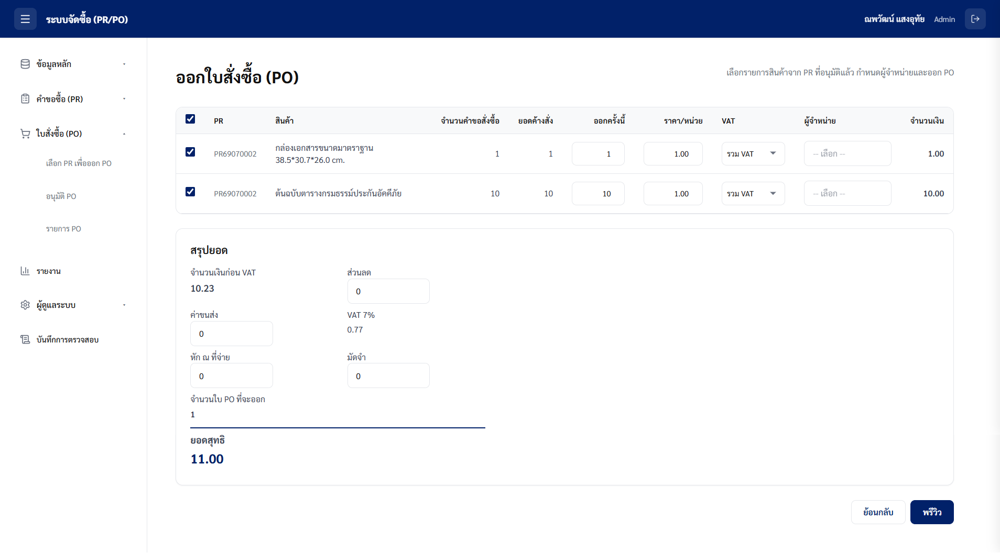 ระบบจัดซื้อ (PR/PO)
ณพวัฒน์ แสงอุทัย Admin
ข้อมูลหลัก
คำขอซื้อ (PR)
ใบสั่งซื้อ (PO)
เลือก PR เพื่อออก PO
อนุมัติ PO
รายการ PO
รายงาน
ผู้ดูแลระบบ
บันทึกการตรวจสอบ
ออกใบสั่งซื้อ (PO)
เลือกรายการสินค้าจาก PR ที่อนุมัติแล้ว กำหนดผู้จำหน่ายและออก PO
PR สินค้า จำนวนคำขอสั่งซื้อ ยอดค้างสั่ง ออกครั้งนี้ ราคา/หน่วย VAT ผู้จำหน่าย จำนวนเงิน
PR69070002 กล่องเอกสารขนาดมาตราฐาน 38.5*30.7*26.0 cm. 1 1 1 1.00 รวม VAT -- เลือก -- 1.00
PR69070002 ต้นฉบับตารางกรมธรรม์ประกันอัคคีภัย 10 10 10 1.00 รวม VAT -- เลือก -- 10.00
สรุปยอด
จำนวนเงินก่อน VAT
10.23
ส่วนลด
0
ค่าขนส่ง
0
VAT 7%
0.77
หัก ณ ที่จ่าย
0
มัดจำ
0
จำนวนใบ PO ที่จะออก
1
ยอดสุทธิ
11.00
ย้อนกลับ พรีวิว